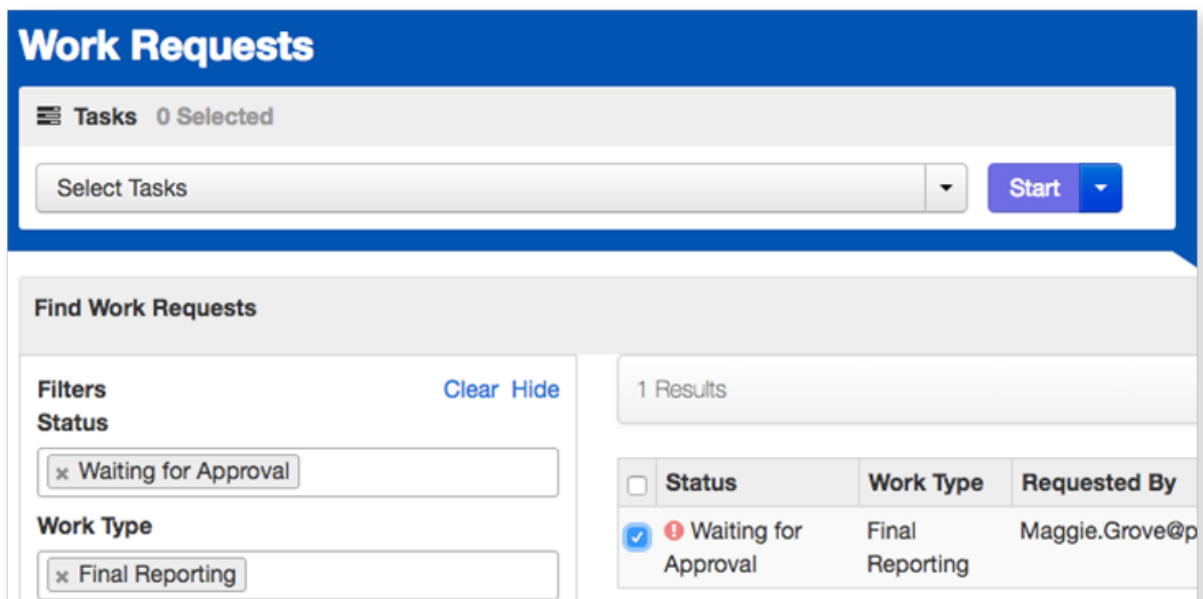 Work Requests
Tasks 0 Selected
Select Tasks
Start
Find Work Requests
Filters Clear Hide
Status
× Waiting for Approval
Work Type
× Final Reporting
1 Results
Status Work Type Requested By
Waiting for Final Maggie.Grove@p
Approval Reporting